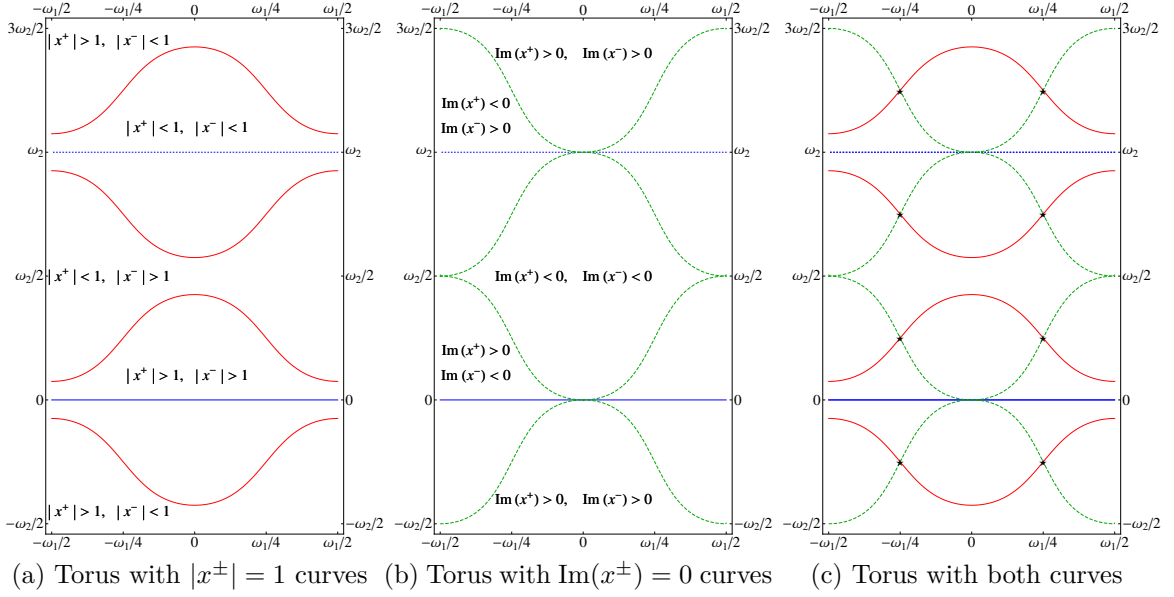 −ω₁/2 −ω₁/4 0 ω₁/4 ω₁/2
3ω₂/2 3ω₂/2
|x⁺|>1, |x⁻|<1
|x⁺|<1, |x⁻|<1
ω₂ ω₂
ω₂/2 ω₂/2
|x⁺|<1, |x⁻|>1
|x⁺|>1, |x⁻|>1
0 0
|x⁺|>1, |x⁻|<1
−ω₂/2 −ω₂/2
−ω₁/2 −ω₁/4 0 ω₁/4 ω₁/2
(a) Torus with |x^±| = 1 curves
−ω₁/2 −ω₁/4 0 ω₁/4 ω₁/2
3ω₂/2 3ω₂/2
Im(x⁺)>0, Im(x⁻)>0
Im(x⁺)<0
Im(x⁻)>0
ω₂ ω₂
ω₂/2 ω₂/2
Im(x⁺)<0, Im(x⁻)<0
Im(x⁺)>0
Im(x⁻)<0
0 0
Im(x⁺)>0, Im(x⁻)>0
−ω₂/2 −ω₂/2
−ω₁/2 −ω₁/4 0 ω₁/4 ω₁/2
(b) Torus with Im(x^±) = 0 curves
−ω₁/2 −ω₁/4 0 ω₁/4 ω₁/2
3ω₂/2 3ω₂/2
ω₂ ω₂
ω₂/2 ω₂/2
0 0
−ω₂/2 −ω₂/2
−ω₁/2 −ω₁/4 0 ω₁/4 ω₁/2
(c) Torus with both curves